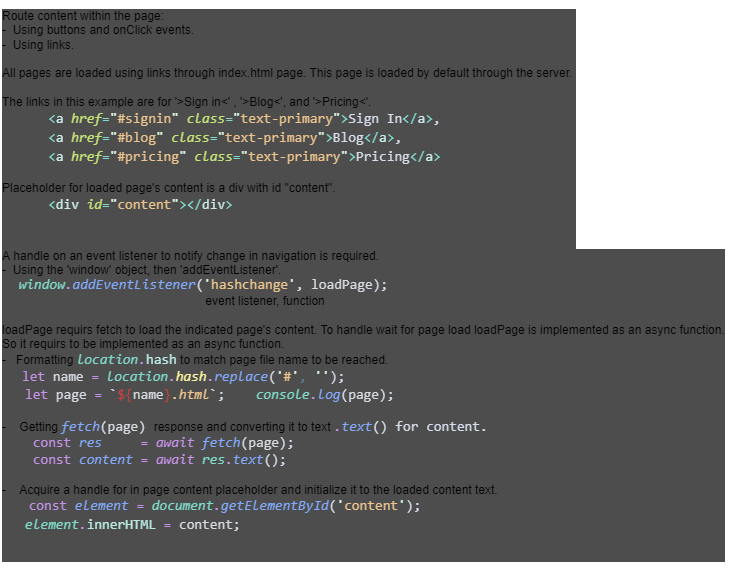 Route content within the page:
- Using buttons and onClick events.
- Using links.
All pages are loaded using links through index.html page. This page is loaded by default through the server.
The links in this example are for '>Sign in<' , '>Blog<', and '>Pricing<'.
<a href="#signin" class="text-primary">Sign In</a>,
<a href="#blog" class="text-primary">Blog</a>,
<a href="#pricing" class="text-primary">Pricing</a>
Placeholder for loaded page's content is a div with id "content".
<div id="content"></div>
A handle on an event listener to notify change in navigation is required.
- Using the 'window' object, then 'addEventListener'.
window.addEventListener('hashchange', loadPage);
event listener, function
loadPage requirs fetch to load the indicated page's content. To handle wait for page load loadPage is implemented as an async function.
So it requirs to be implemented as an async function.
- Formatting location.hash to match page file name to be reached.
let name = location.hash.replace('#', '');
let page = `${name}.html`; console.log(page);
- Getting fetch(page) response and converting it to text .text() for content.
const res = await fetch(page);
const content = await res.text();
- Acquire a handle for in page content placeholder and initialize it to the loaded content text.
const element = document.getElementById('content');
element.innerHTML = content;